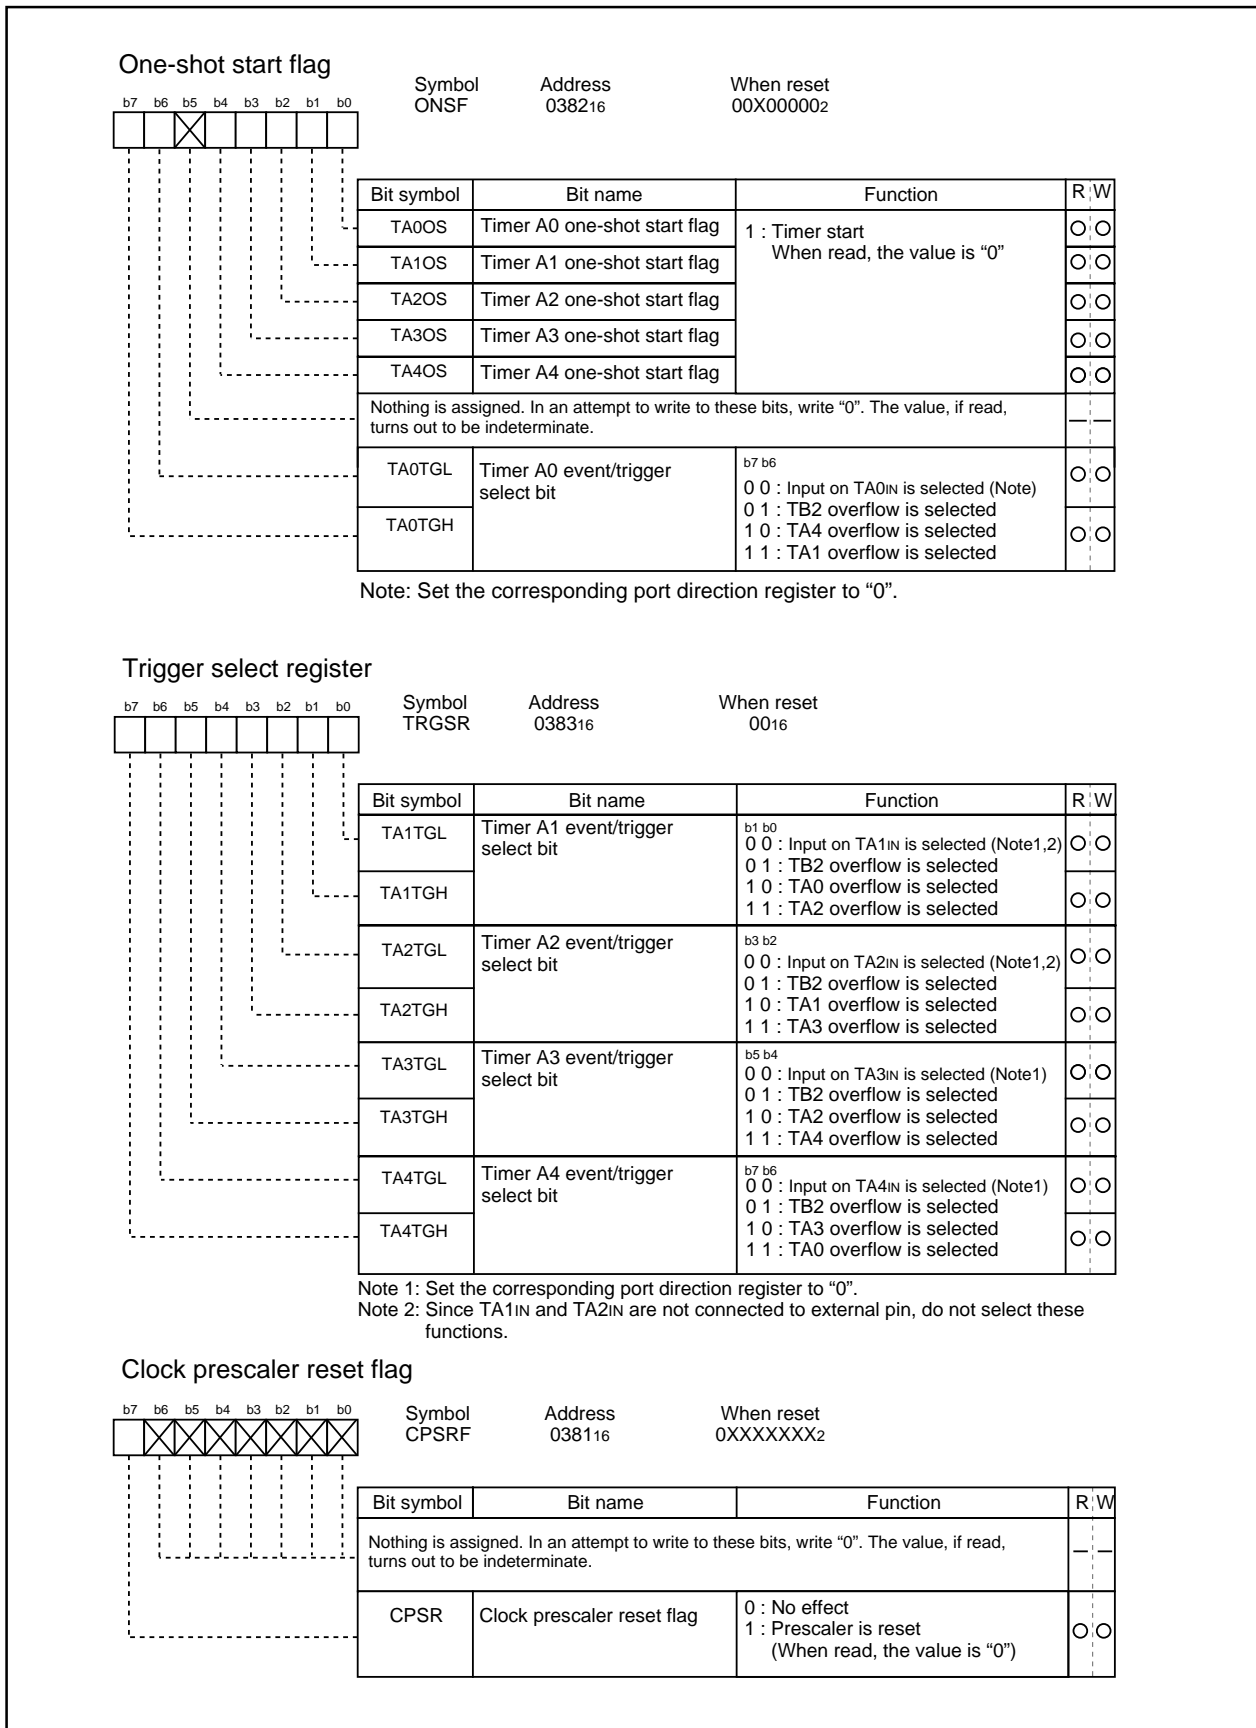 One-shot start flag
Symbol Address When reset
b7 b6 b5 b4 b3 b2 b1 b0
ONSF 038216 00X000002
Bit symbol Bit name Function R W
TA0OS Timer A0 one-shot start flag 1 : Timer start
When read, the value is “0”
TA1OS Timer A1 one-shot start flag
TA2OS Timer A2 one-shot start flag
TA3OS Timer A3 one-shot start flag
TA4OS Timer A4 one-shot start flag
Nothing is assigned. In an attempt to write to these bits, write “0”. The value, if read,
turns out to be indeterminate.
TA0TGL Timer A0 event/trigger b7 b6
select bit 0 0 : Input on TA0IN is selected (Note)
0 1 : TB2 overflow is selected
TA0TGH 1 0 : TA4 overflow is selected
1 1 : TA1 overflow is selected
Note: Set the corresponding port direction register to “0”.
Trigger select register
Symbol Address When reset
b7 b6 b5 b4 b3 b2 b1 b0
TRGSR 038316 0016
Bit symbol Bit name Function R W
TA1TGL Timer A1 event/trigger b1 b0
select bit 0 0 : Input on TA1IN is selected (Note1,2)
0 1 : TB2 overflow is selected
TA1TGH 1 0 : TA0 overflow is selected
1 1 : TA2 overflow is selected
TA2TGL Timer A2 event/trigger b3 b2
select bit 0 0 : Input on TA2IN is selected (Note1,2)
0 1 : TB2 overflow is selected
TA2TGH 1 0 : TA1 overflow is selected
1 1 : TA3 overflow is selected
TA3TGL Timer A3 event/trigger b5 b4
select bit 0 0 : Input on TA3IN is selected (Note1)
0 1 : TB2 overflow is selected
TA3TGH 1 0 : TA2 overflow is selected
1 1 : TA4 overflow is selected
TA4TGL Timer A4 event/trigger b7 b6
select bit 0 0 : Input on TA4IN is selected (Note1)
0 1 : TB2 overflow is selected
TA4TGH 1 0 : TA3 overflow is selected
1 1 : TA0 overflow is selected
Note 1: Set the corresponding port direction register to “0”.
Note 2: Since TA1IN and TA2IN are not connected to external pin, do not select these
functions.
Clock prescaler reset flag
b7 b6 b5 b4 b3 b2 b1 b0
Symbol Address When reset
CPSRF 038116 0XXXXXXX2
Bit symbol Bit name Function R W
Nothing is assigned. In an attempt to write to these bits, write “0”. The value, if read,
turns out to be indeterminate.
CPSR Clock prescaler reset flag 0 : No effect
1 : Prescaler is reset
(When read, the value is “0”)